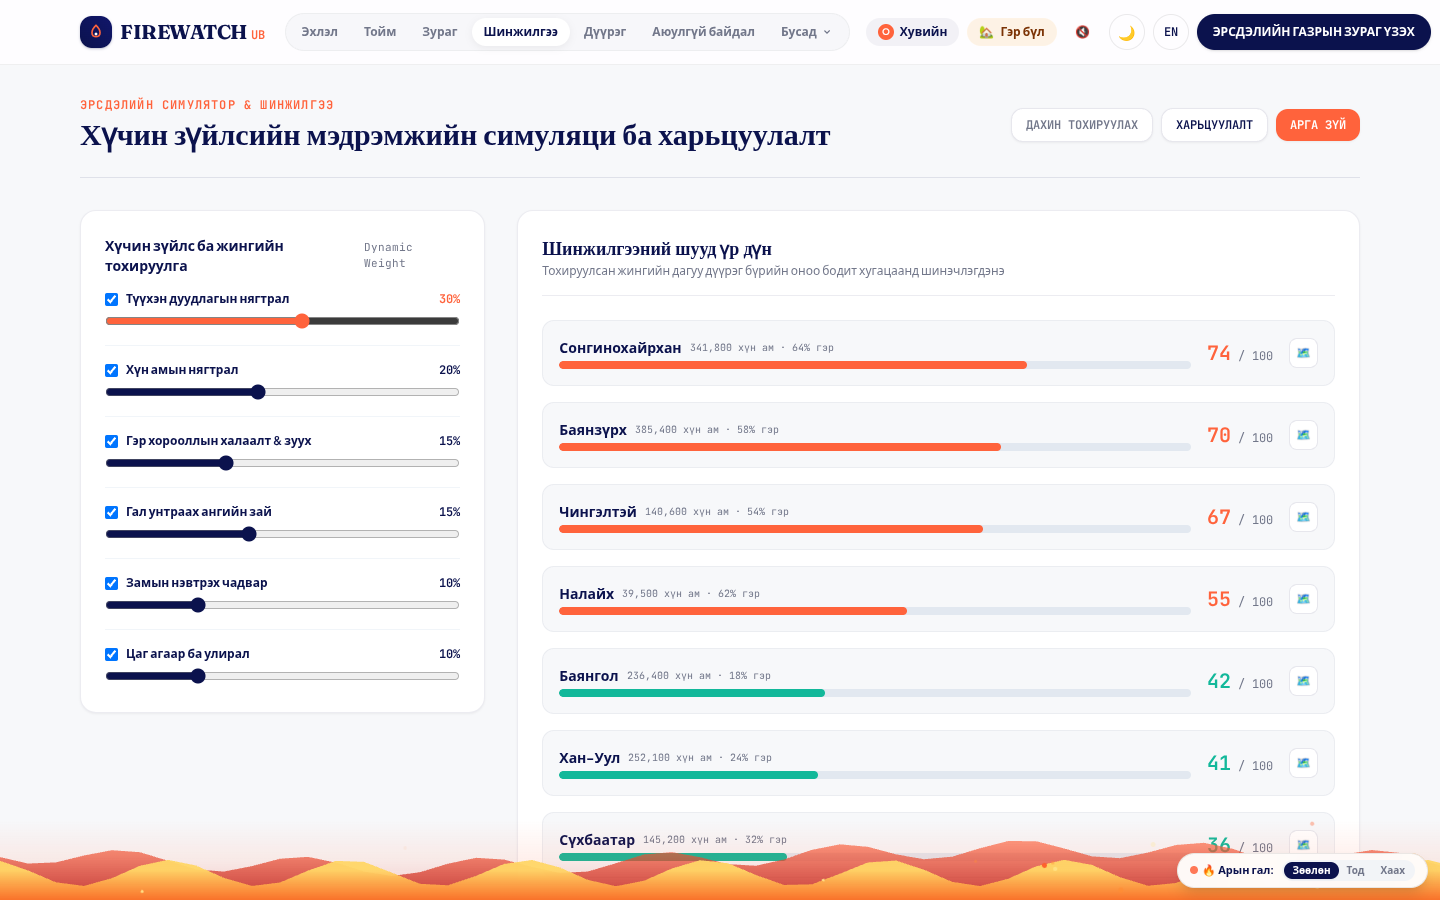 FIREWATCH UB
Эхлэл
Тойм
Зураг
Шинжилгээ
Дүүрэг
Аюулгүй байдал
Бусад
Хувийн
Гэр бүл
EN
ЭРСДЭЛИЙН ГАЗРЫН ЗУРАГ ҮЗЭХ
ЭРСДЭЛИЙН СИМУЛЯТОР & ШИНЖИЛГЭЭ
Хүчин зүйлсийн мэдрэмжийн симуляци ба харьцуулалт
ДАХИН ТОХИРУУЛАХ
ХАРЬЦУУЛАЛТ
АРГА ЗҮЙ
Хүчин зүйлс ба жингийн
тохируулга
Dynamic
Weight
Түүхэн дуудлагын нягтрал 30%
Хүн амын нягтрал 20%
Гэр хорооллын халаалт & зуух 15%
Гал унтраах ангийн зай 15%
Замын нэвтрэх чадвар 10%
Цаг агаар ба улирал 10%
Шинжилгээний шууд үр дүн
Тохируулсан жингийн дагуу дүүрэг бүрийн оноо бодит хугацаанд шинэчлэгдэнэ
Сонгинохайрхан 341,800 хүн ам · 64% гэр 74 / 100
Баянзүрх 385,400 хүн ам · 58% гэр 70 / 100
Чингэлтэй 140,600 хүн ам · 54% гэр 67 / 100
Налайх 39,500 хүн ам · 62% гэр 55 / 100
Баянгол 236,400 хүн ам · 18% гэр 42 / 100
Хан-Уул 252,100 хүн ам · 24% гэр 41 / 100
Сүхбаатар 145,200 хүн ам · 32% гэр 36 / 100
Арын гал: Зөөлөн Тод Хаах